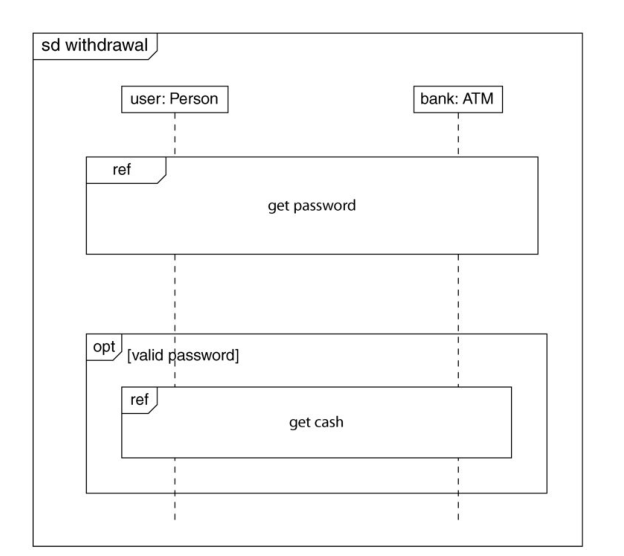 sd withdrawal
user: Person
bank: ATM
ref
get password
opt
[valid password]
ref
get cash